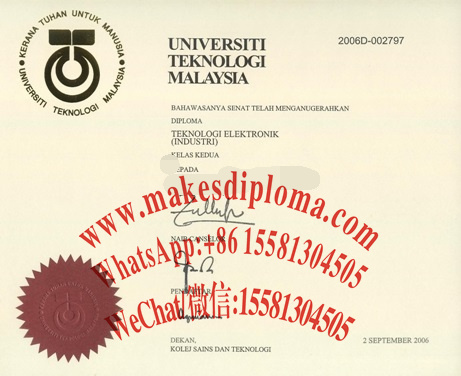 KERANA TUHAN UNTUK MANUSIA
UNIVERSITI TEKNOLOGI MALAYSIA
UNIVERSITI
TEKNOLOGI
MALAYSIA
2006D-002797
BAHAWASANYA SENAT TELAH MENGANUGERAHKAN
DIPLOMA
TEKNOLOGI ELEKTRONIK
(INDUSTRI)
KELAS KEDUA
KEPADA
www.makesdiploma.com
NAIB CANSELOR
WhatsApp:+86 15581304505
WeChat/微信:15581304505
DEKAN,
KOLEJ SAINS DAN TEKNOLOGI
2 SEPTEMBER 2006